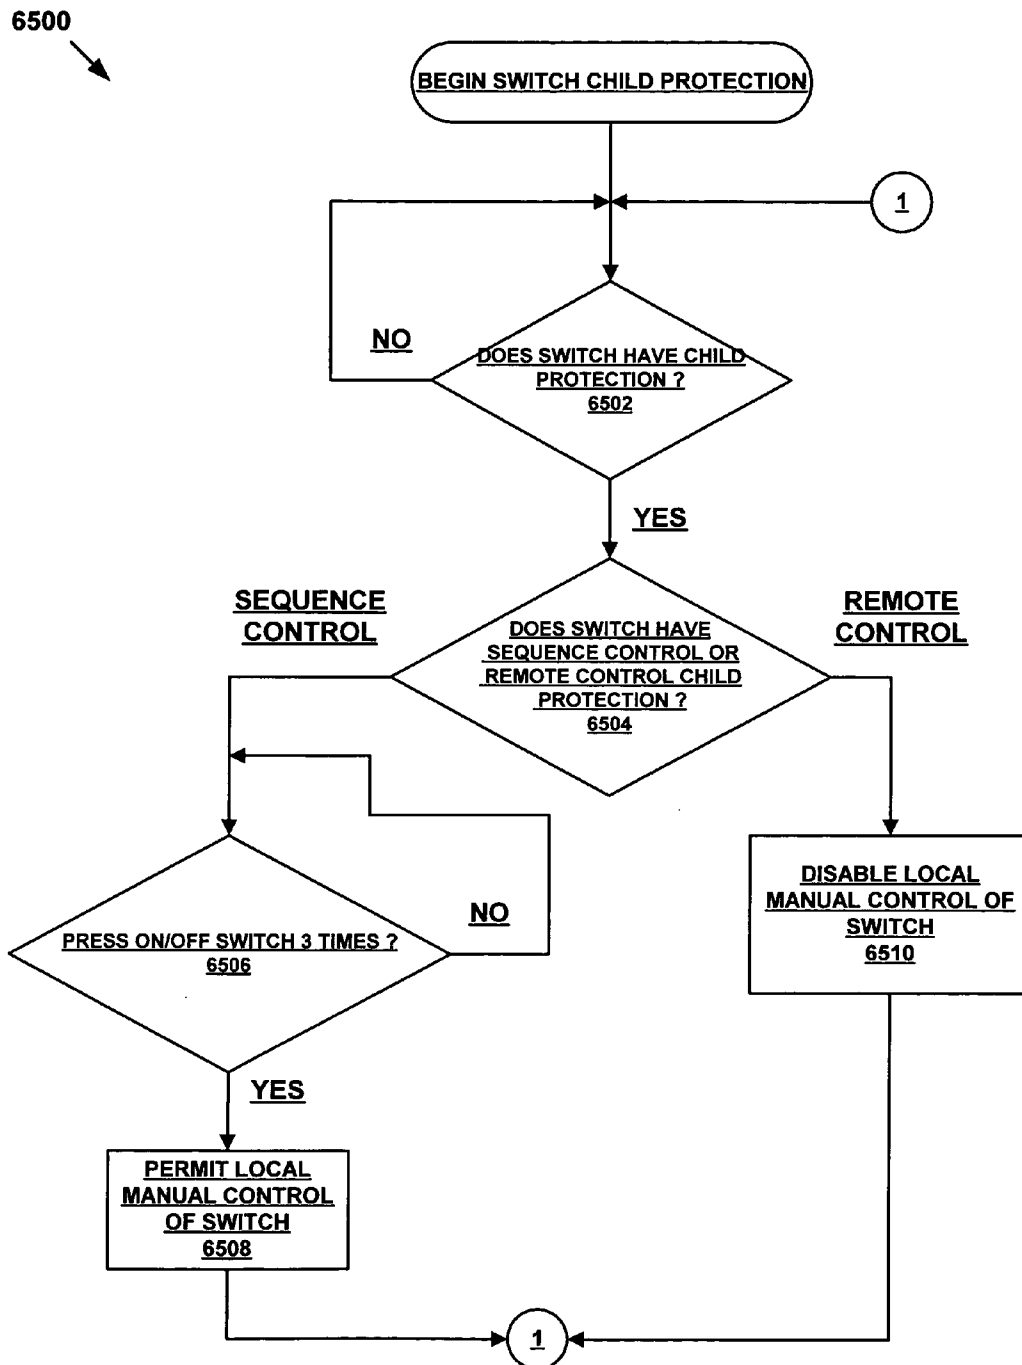 6500
BEGIN SWITCH CHILD PROTECTION
1
NO
DOES SWITCH HAVE CHILD
PROTECTION ?
6502
YES
SEQUENCE
CONTROL
REMOTE
CONTROL
DOES SWITCH HAVE
SEQUENCE CONTROL OR
REMOTE CONTROL CHILD
PROTECTION ?
6504
DISABLE LOCAL
MANUAL CONTROL OF
SWITCH
6510
NO
PRESS ON/OFF SWITCH 3 TIMES ?
6506
YES
PERMIT LOCAL
MANUAL CONTROL
OF SWITCH
6508
1